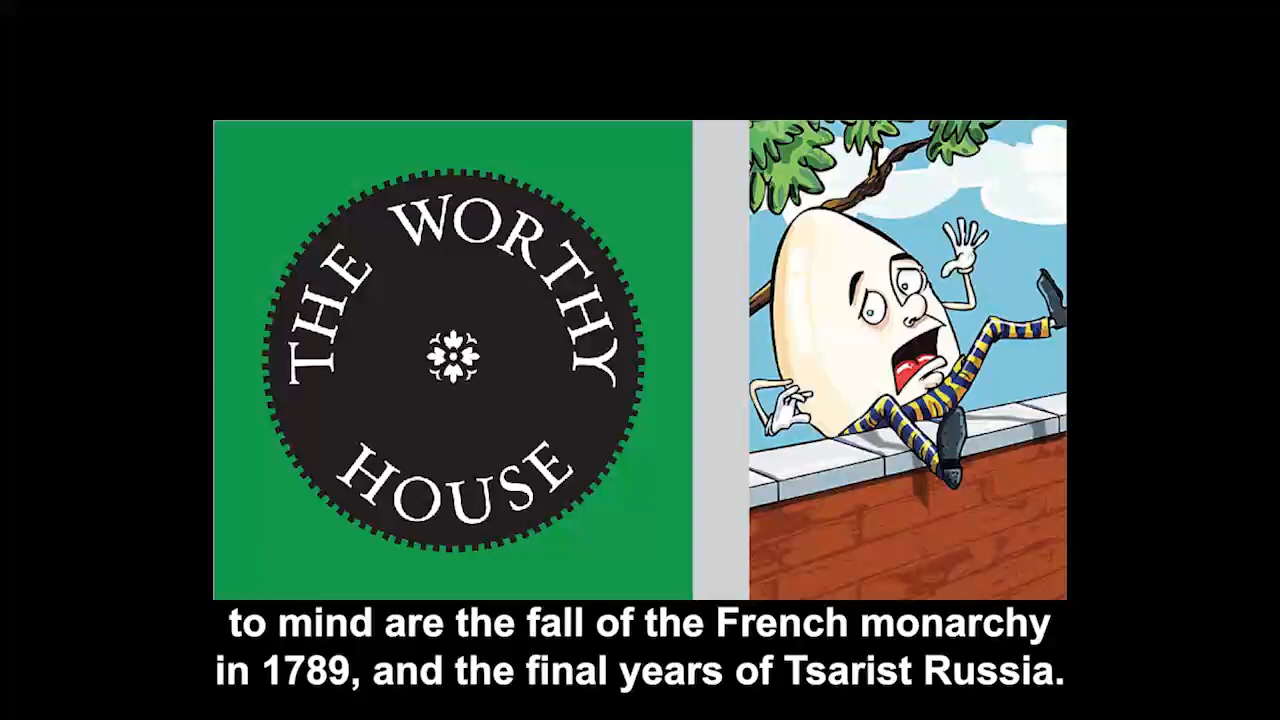 THE WORTHY
HOUSE
to mind are the fall of the French monarchy
in 1789, and the final years of Tsarist Russia.